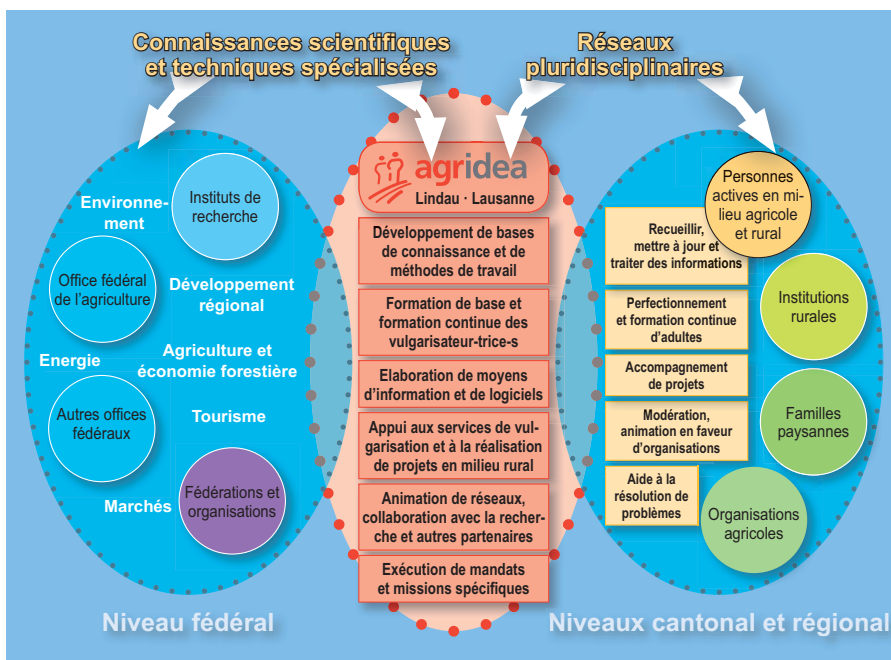 Connaissances scientifiques
et techniques spécialisées
Réseaux
pluridisciplinaires
Environne-
ment
Instituts de
recherche
Office fédéral
de l'agriculture
Développement
régional
Energie
Agriculture et
économie forestière
Autres offices
fédéraux
Tourisme
Marchés
Fédérations et
organisations
Niveau fédéral
agridea
Lindau · Lausanne
Développement de bases
de connaissance et de
méthodes de travail
Formation de base et
formation continue des
vulgarisateur-trice-s
Elaboration de moyens
d'information et de logiciels
Appui aux services de vul-
garisation et à la réalisation
de projets en milieu rural
Animation de réseaux,
collaboration avec la recher-
che et autres partenaires
Exécution de mandats
et missions spécifiques
Personnes
actives en mi-
lieu agricole
et rural
Recueillir,
mettre à jour et
traiter des informations
Institutions
rurales
Perfectionnement
et formation continue
d'adultes
Accompagnement
de projets
Familles
paysannes
Modération,
animation en faveur
d'organisations
Aide à la
résolution de
problèmes
Organisations
agricoles
Niveaux cantonal et régional